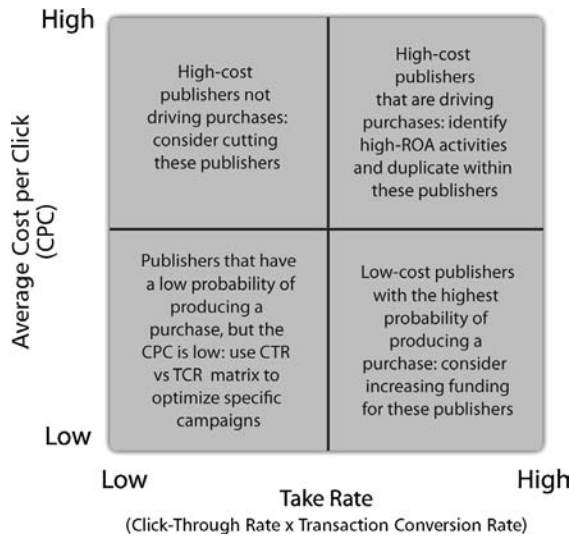 High
High-cost
publishers not
driving purchases:
consider cutting
these publishers
High-cost
publishers
that are driving
purchases: identify
high-ROA activities
and duplicate within
these publishers
Average Cost per Click
(CPC)
Publishers that have
a low probability of
producing a
purchase, but the
CPC is low: use CTR
vs TCR matrix to
optimize specific
campaigns
Low-cost publishers
with the highest
probability of
producing a
purchase: consider
increasing funding
for these publishers
Low
Low
High
Take Rate
(Click-Through Rate x Transaction Conversion Rate)